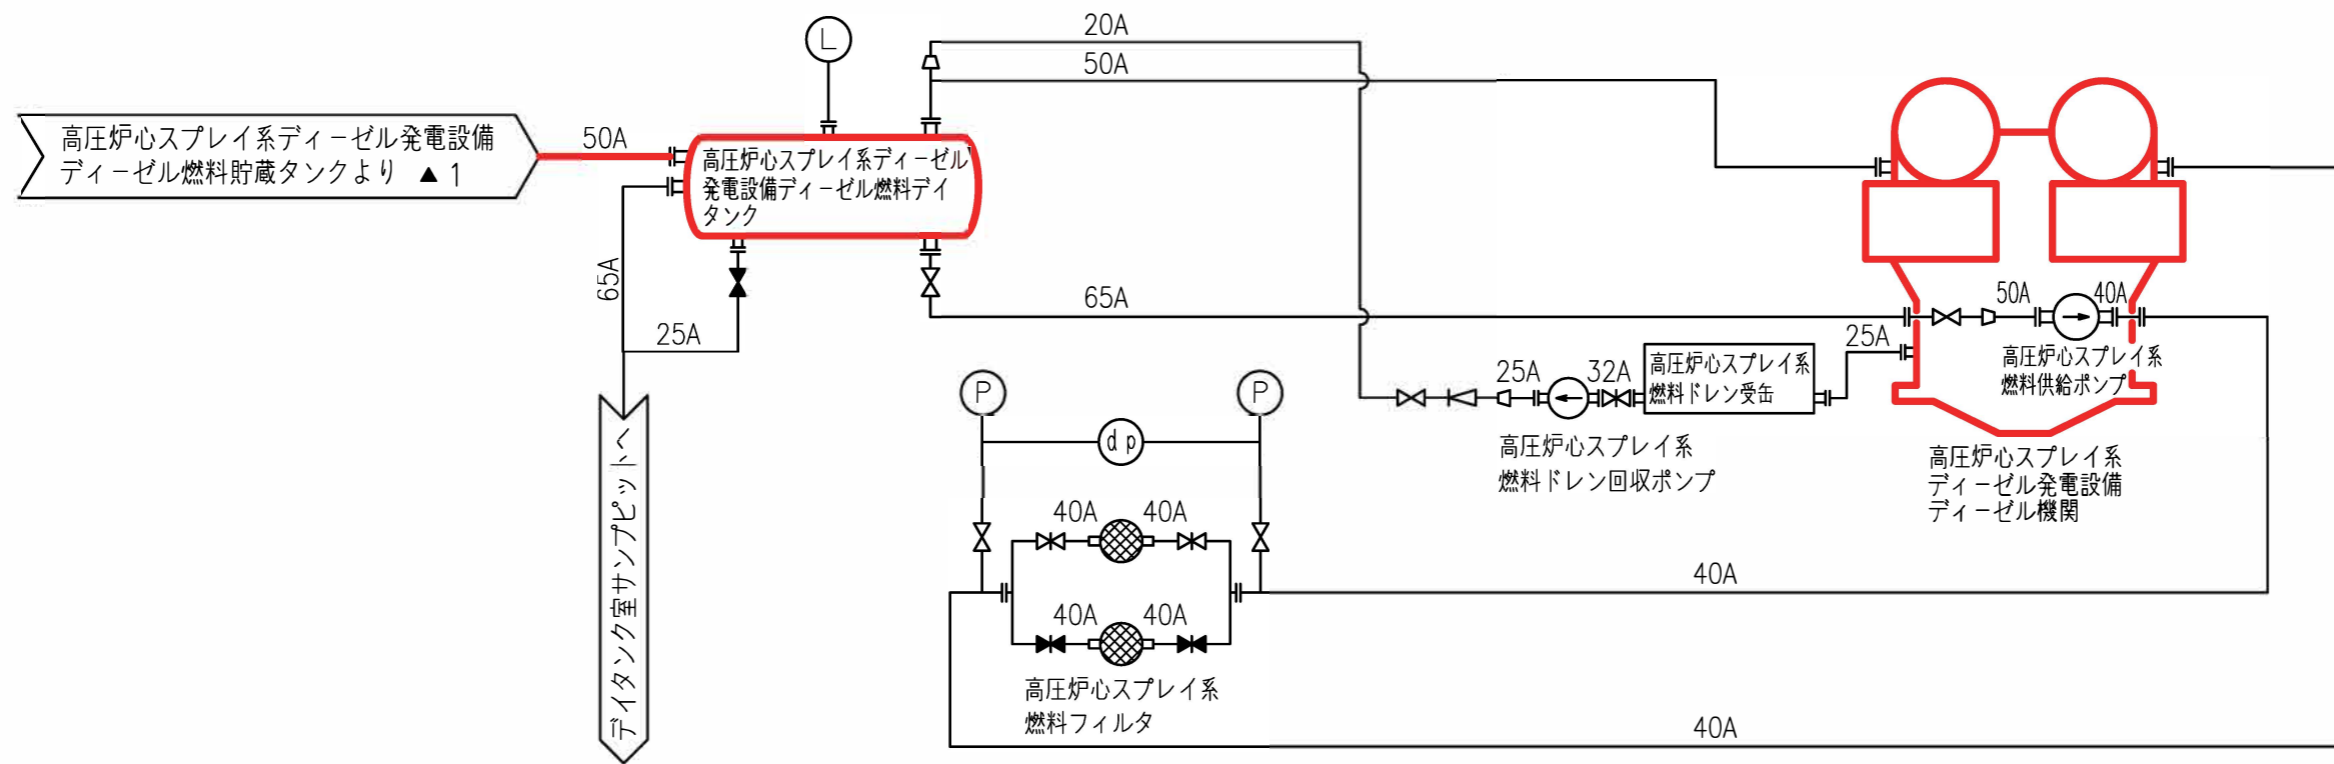 20A
L
50A
高圧炉心スプレイ系ディーゼル発電設備
ディーゼル燃料貯蔵タンクより ▲1
50A
高圧炉心スプレイ系ディーゼル
発電設備ディーゼル燃料デイ
タンク
65A
25A
65A
50A
40A
25A
高圧炉心スプレイ系
燃料供給ポンプ
高圧炉心スプレイ系
燃料ドレン受缶
25A
32A
P
P
dp
高圧炉心スプレイ系
燃料ドレン回収ポンプ
高圧炉心スプレイ系
ディーゼル発電設備
ディーゼル機関
デイタンク室サンプピットへ
40A
40A
40A
40A
40A
高圧炉心スプレイ系
燃料フィルタ
40A